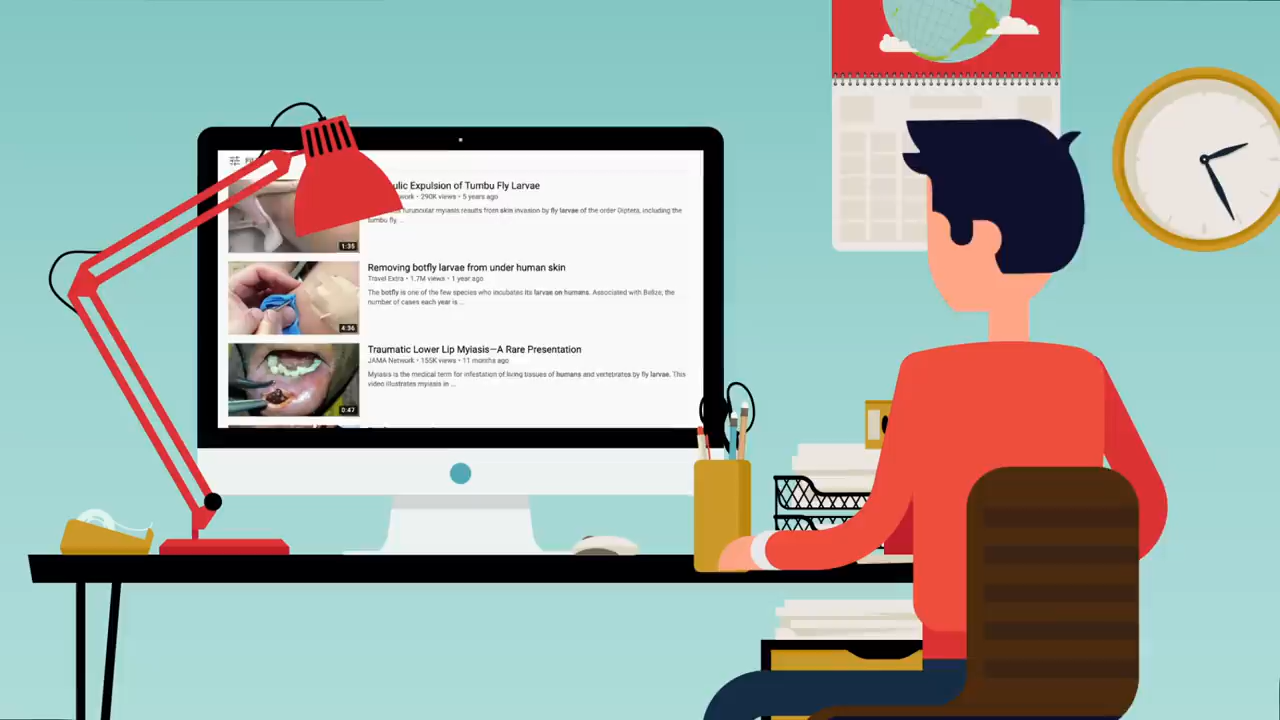 ulic Expulsion of Tumbu Fly Larvae
work • 290K views • 5 years ago
furuncular myiasis results from skin invasion by fly larvae of the order Diptera, including the
tumbu fly. ...
1:35
Removing botfly larvae from under human skin
Travel Extra • 1.7M views • 1 year ago
The botfly is one of the few species who incubates its larvae on humans. Associated with Belize, the
number of cases each year is ...
4:36
Traumatic Lower Lip Myiasis—A Rare Presentation
JAMA Network • 155K views • 11 months ago
Myiasis is the medical term for infestation of living tissues of humans and vertebrates by fly larvae. This
video illustrates myiasis in ...
0:47